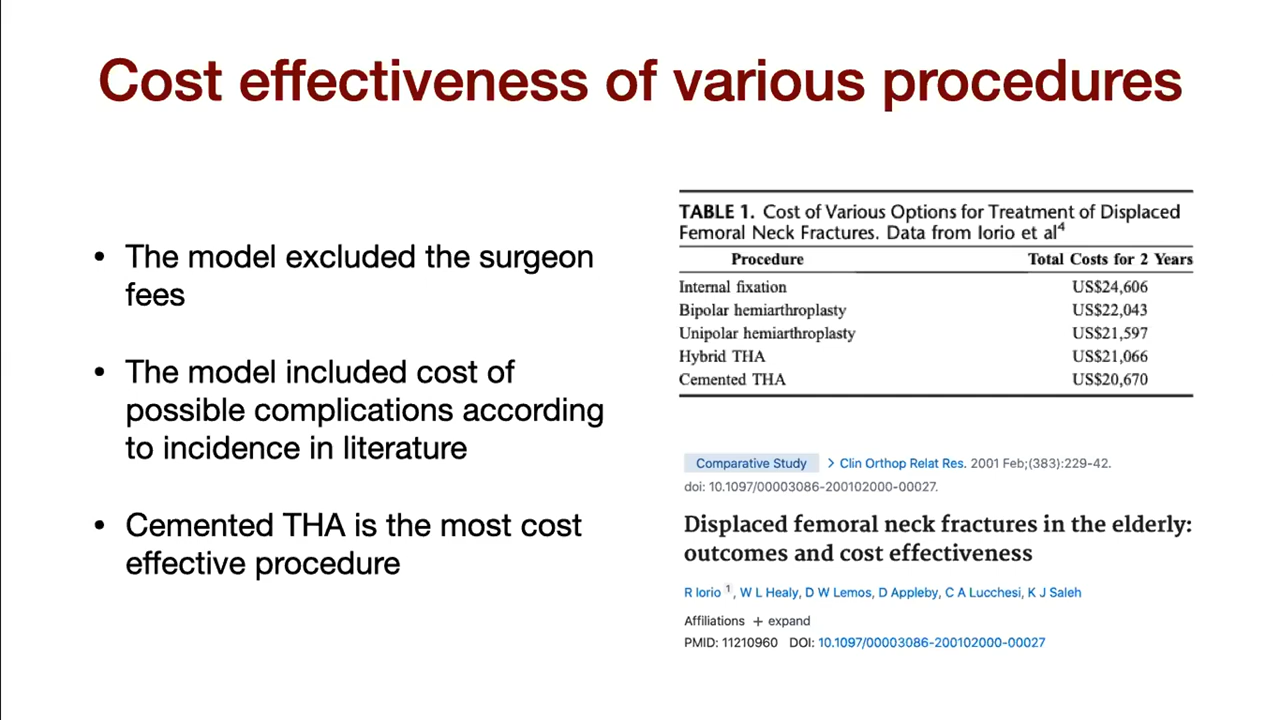 Cost effectiveness of various procedures
• The model excluded the surgeon
fees
• The model included cost of
possible complications according
to incidence in literature
• Cemented THA is the most cost
effective procedure
TABLE 1. Cost of Various Options for Treatment of Displaced
Femoral Neck Fractures. Data from Iorio et al⁴
Procedure Total Costs for 2 Years
Internal fixation US$24,606
Bipolar hemiarthroplasty US$22,043
Unipolar hemiarthroplasty US$21,597
Hybrid THA US$21,066
Cemented THA US$20,670
Comparative Study > Clin Orthop Relat Res. 2001 Feb;(383):229-42.
doi: 10.1097/00003086-200102000-00027.
Displaced femoral neck fractures in the elderly:
outcomes and cost effectiveness
R Iorio ¹, W L Healy, D W Lemos, D Appleby, C A Lucchesi, K J Saleh
Affiliations + expand
PMID: 11210960 DOI: 10.1097/00003086-200102000-00027